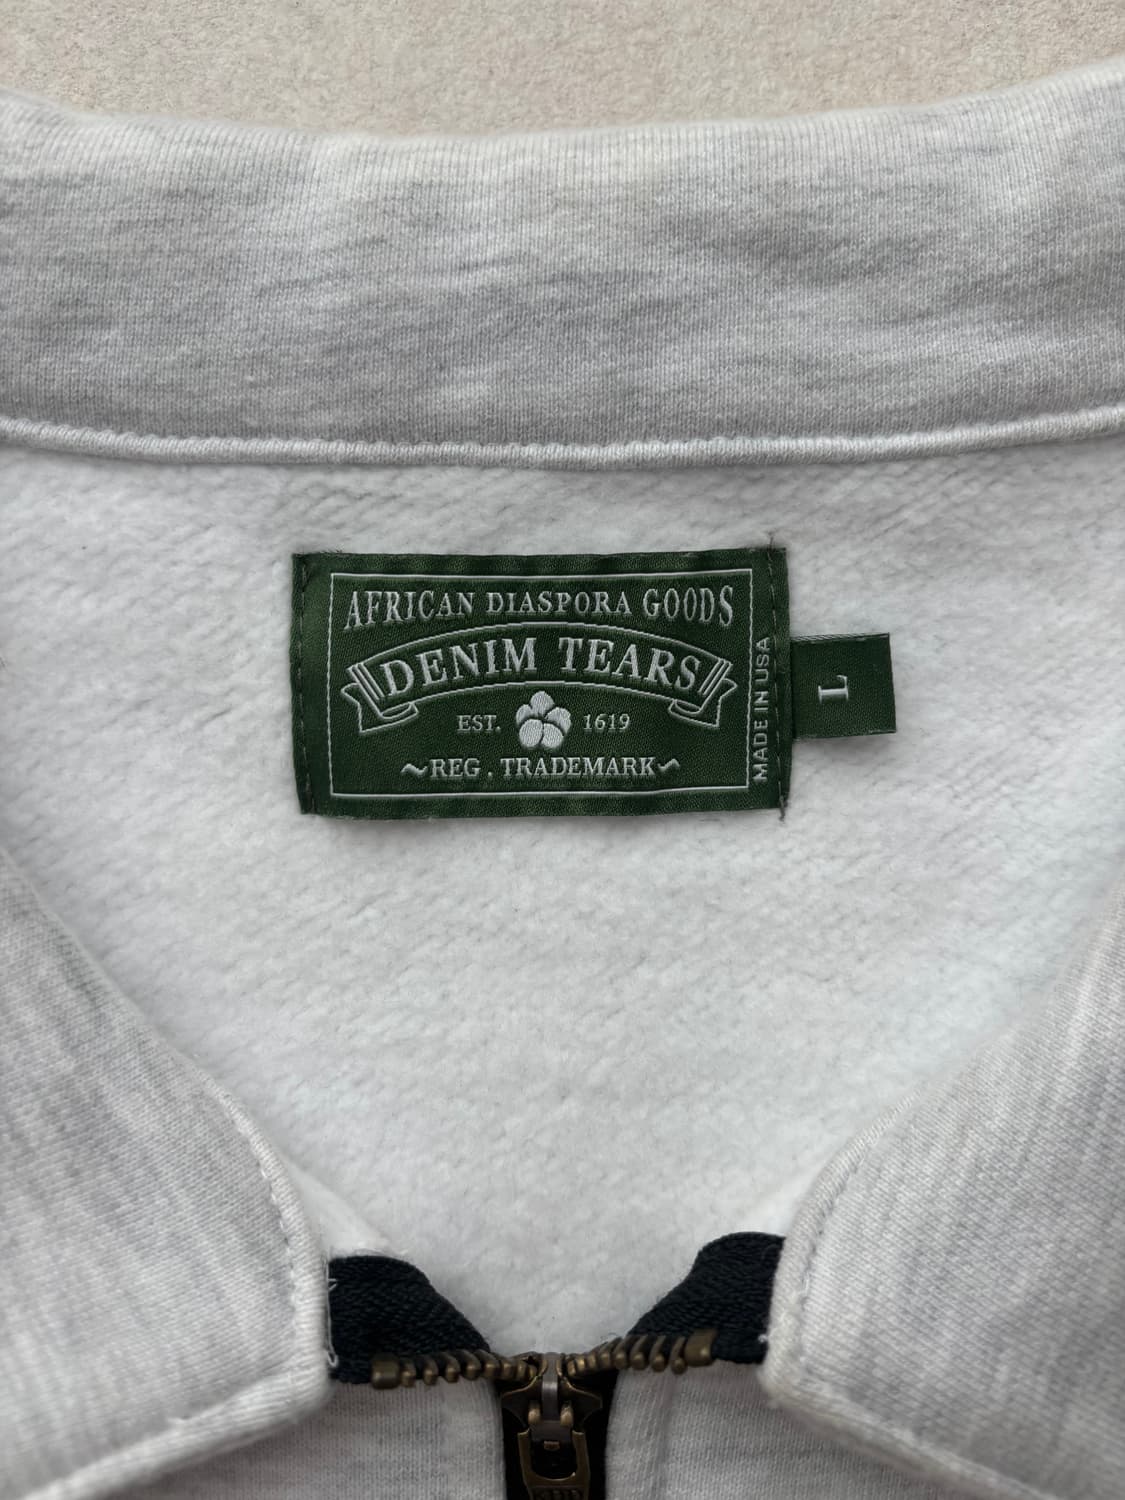 AFRICAN DIASPORA GOODS
DENIM TEARS
EST. 1619
~REG. TRADEMARK~
MADE IN USA
L